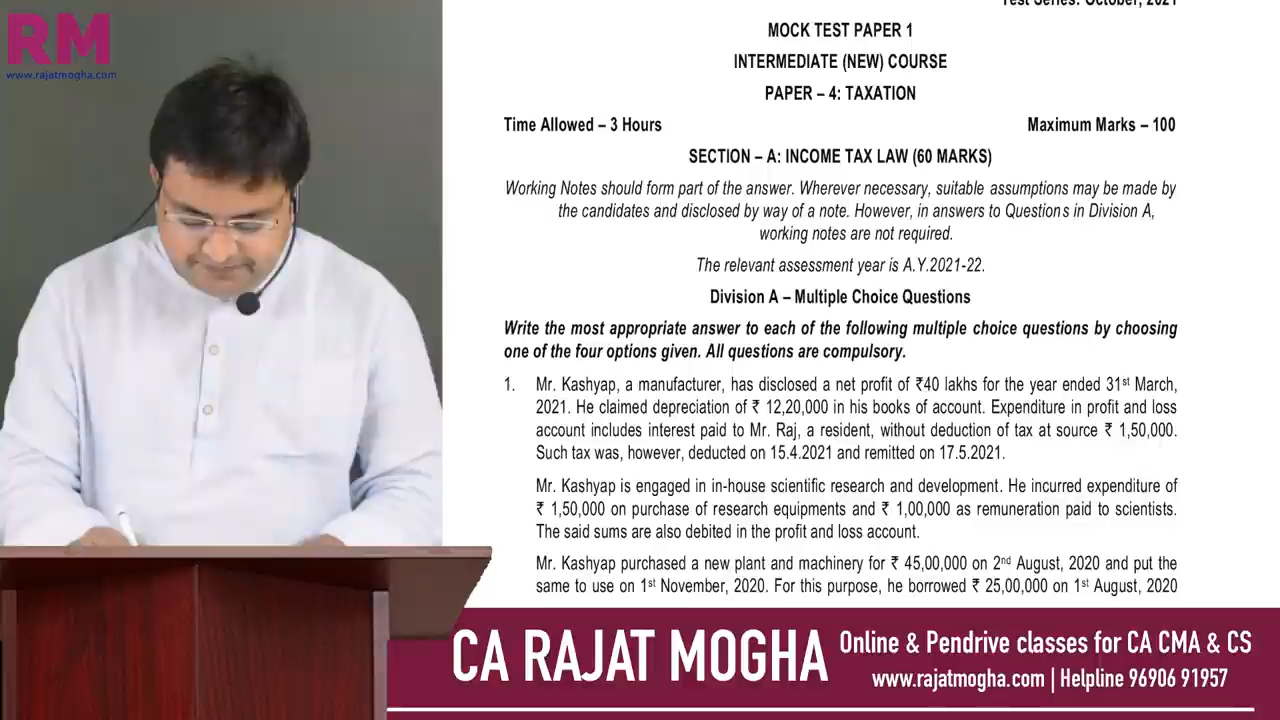 RM
www.rajatmogha.com
Test Series: October, 2021
MOCK TEST PAPER 1
INTERMEDIATE (NEW) COURSE
PAPER – 4: TAXATION
Time Allowed – 3 Hours Maximum Marks – 100
SECTION – A: INCOME TAX LAW (60 MARKS)
Working Notes should form part of the answer. Wherever necessary, suitable assumptions may be made by
the candidates and disclosed by way of a note. However, in answers to Questions in Division A,
working notes are not required.
The relevant assessment year is A.Y.2021-22.
Division A – Multiple Choice Questions
Write the most appropriate answer to each of the following multiple choice questions by choosing
one of the four options given. All questions are compulsory.
1. Mr. Kashyap, a manufacturer, has disclosed a net profit of ₹40 lakhs for the year ended 31st March,
2021. He claimed depreciation of ₹ 12,20,000 in his books of account. Expenditure in profit and loss
account includes interest paid to Mr. Raj, a resident, without deduction of tax at source ₹ 1,50,000.
Such tax was, however, deducted on 15.4.2021 and remitted on 17.5.2021.
Mr. Kashyap is engaged in in-house scientific research and development. He incurred expenditure of
₹ 1,50,000 on purchase of research equipments and ₹ 1,00,000 as remuneration paid to scientists.
The said sums are also debited in the profit and loss account.
Mr. Kashyap purchased a new plant and machinery for ₹ 45,00,000 on 2nd August, 2020 and put the
same to use on 1st November, 2020. For this purpose, he borrowed ₹ 25,00,000 on 1st August, 2020
CA RAJAT MOGHA
Online & Pendrive classes for CA CMA & CS
www.rajatmogha.com | Helpline 96906 91957